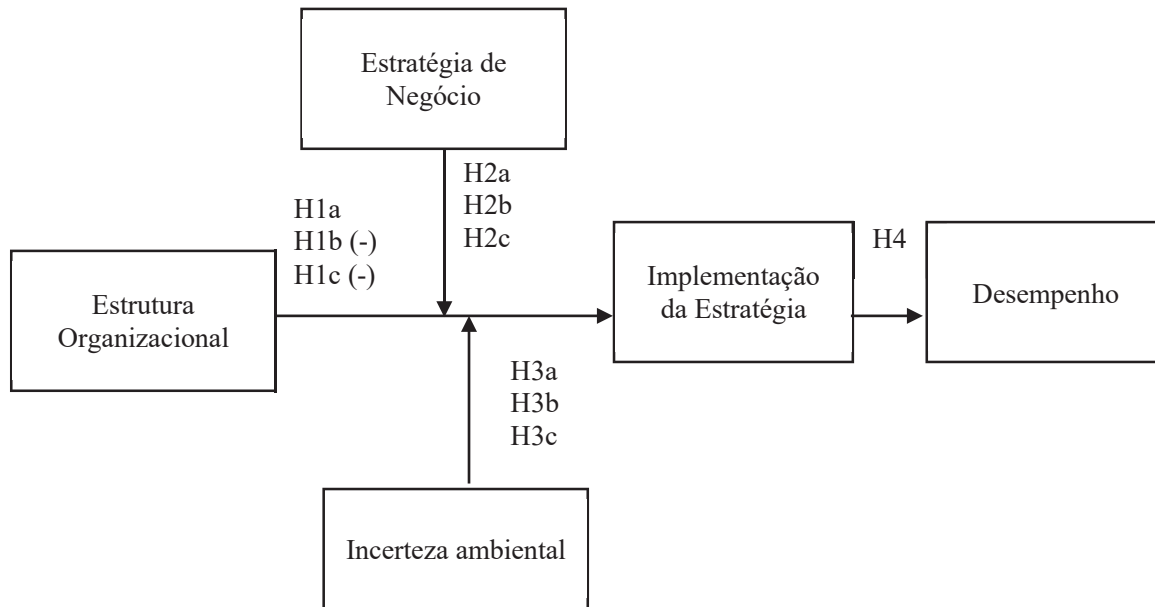 Estratégia de
Negócio
H2a
H2b
H2c
H1a
H1b (-)
H1c (-)
Estrutura
Organizacional
Implementação
da Estratégia
H4
Desempenho
H3a
H3b
H3c
Incerteza ambiental